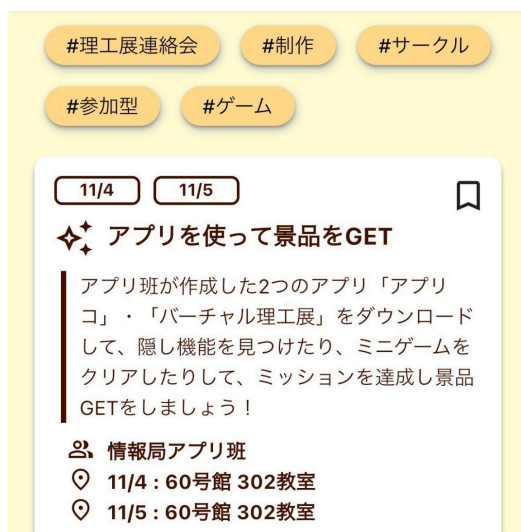 #理工展連絡会 #制作 #サークル
#参加型 #ゲーム
11/4 11/5
アプリを使って景品をGET
アプリ班が作成した2つのアプリ「アプリ
コ」・「バーチャル理工展」をダウンロード
して、隠し機能を見つけたり、ミニゲームを
クリアしたりして、ミッションを達成し景品
GETをしましょう！
情報局アプリ班
11/4 : 60号館 302教室
11/5 : 60号館 302教室